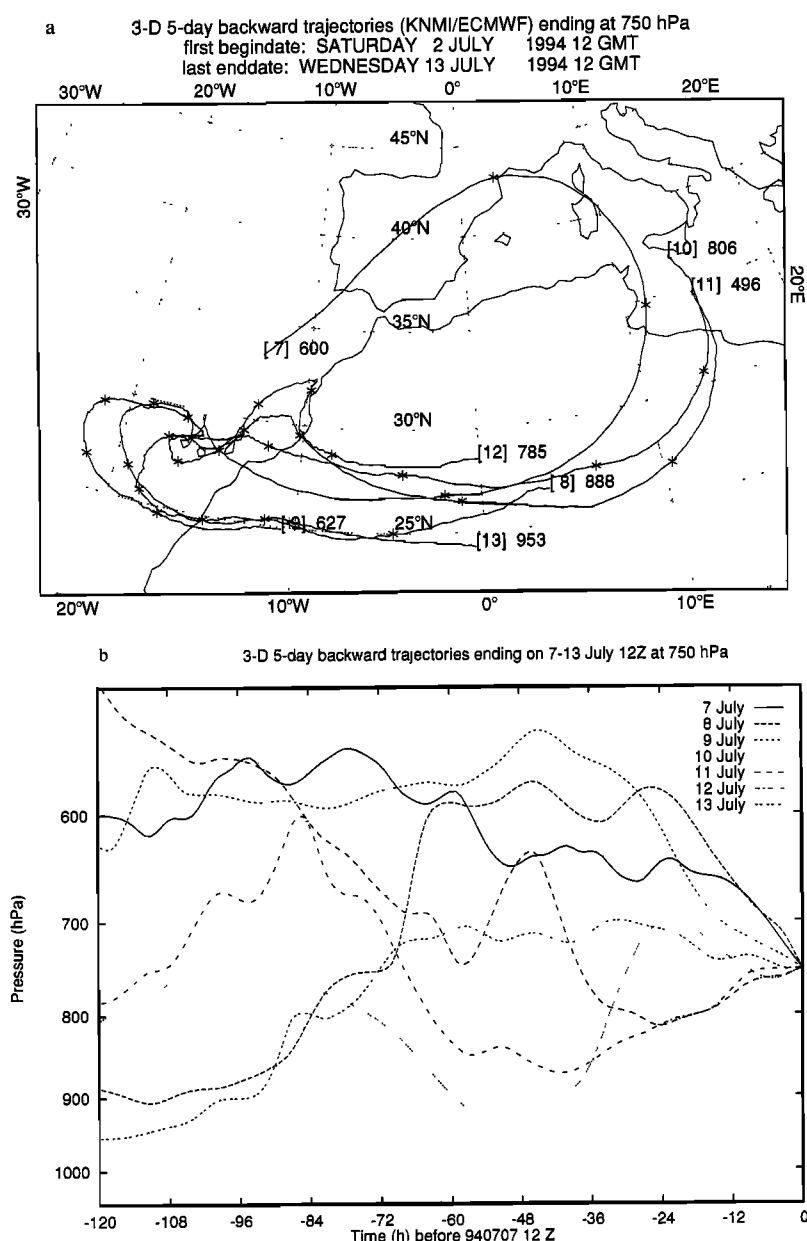 a
3-D 5-day backward trajectories (KNMI/ECMWF) ending at 750 hPa
first begindate: SATURDAY 2 JULY 1994 12 GMT
last enddate: WEDNESDAY 13 JULY 1994 12 GMT
30°W 20°W 10°W 0° 10°E 20°E
45°N
30°W
40°N
[10] 806
20°E
[11] 496
35°N
[7] 600
30°N
[12] 785
[8] 888
[9] 627 25°N
[13] 953
20°W 10°W 0° 10°E
b
3-D 5-day backward trajectories ending on 7-13 July 12Z at 750 hPa
7 July
8 July
9 July
10 July
11 July
12 July
13 July
600
700
800
900
1000
Pressure (hPa)
-120 -108 -96 -84 -72 -60 -48 -36 -24 -12 0
Time (h) before 940707 12 Z